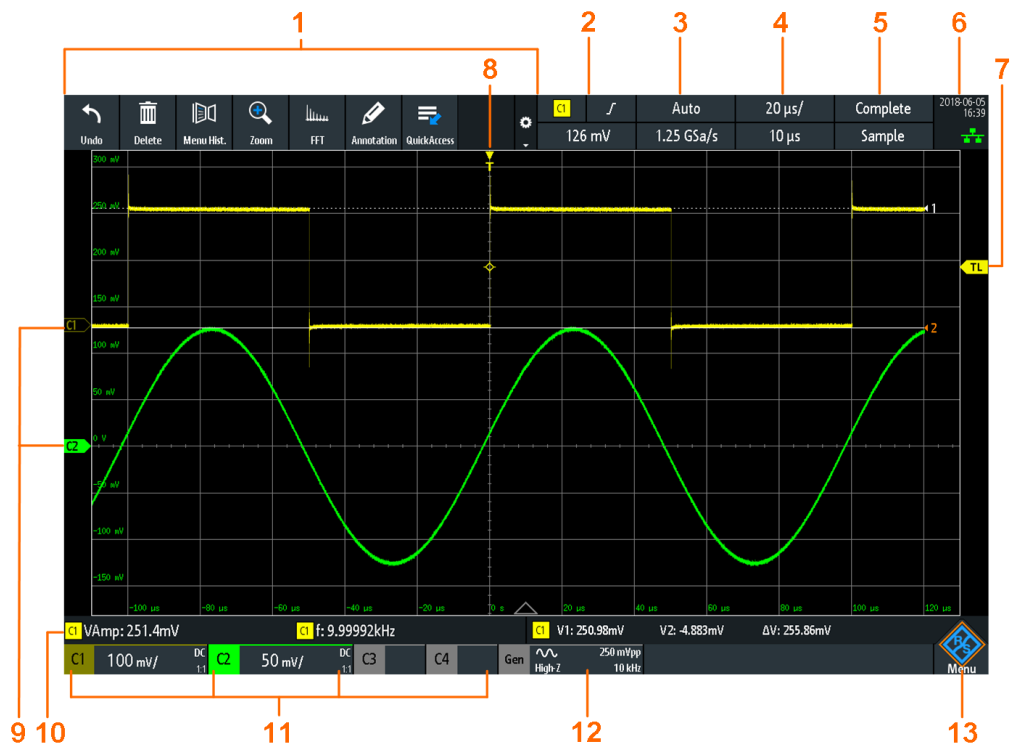 1 2 3 4 5 6
8 7
Undo Delete Menu Hist. Zoom FFT Annotation QuickAccess
C1 Auto 20 µs/ Complete 2018-06-05
16:39
126 mV 1.25 GSa/s 10 µs Sample
T
300 mV
250 mV
1
200 mV
TL
150 mV
C1
2
100 mV
50 mV
C2 0 V
-50 mV
-100 mV
-150 mV
-100 µs -80 µs -60 µs -40 µs -20 µs 0 s 20 µs 40 µs 60 µs 80 µs 100 µs 120 µs
C1 VAmp: 251.4mV C1 f: 9.99992kHz C1 V1: 250.98mV V2: -4.883mV ΔV: 255.86mV
C1 100 mV/ DC 1:1 C2 50 mV/ DC 1:1 C3 C4 Gen High-Z 250 mVpp 10 kHz
R&S
Menu
9 10 11 12 13